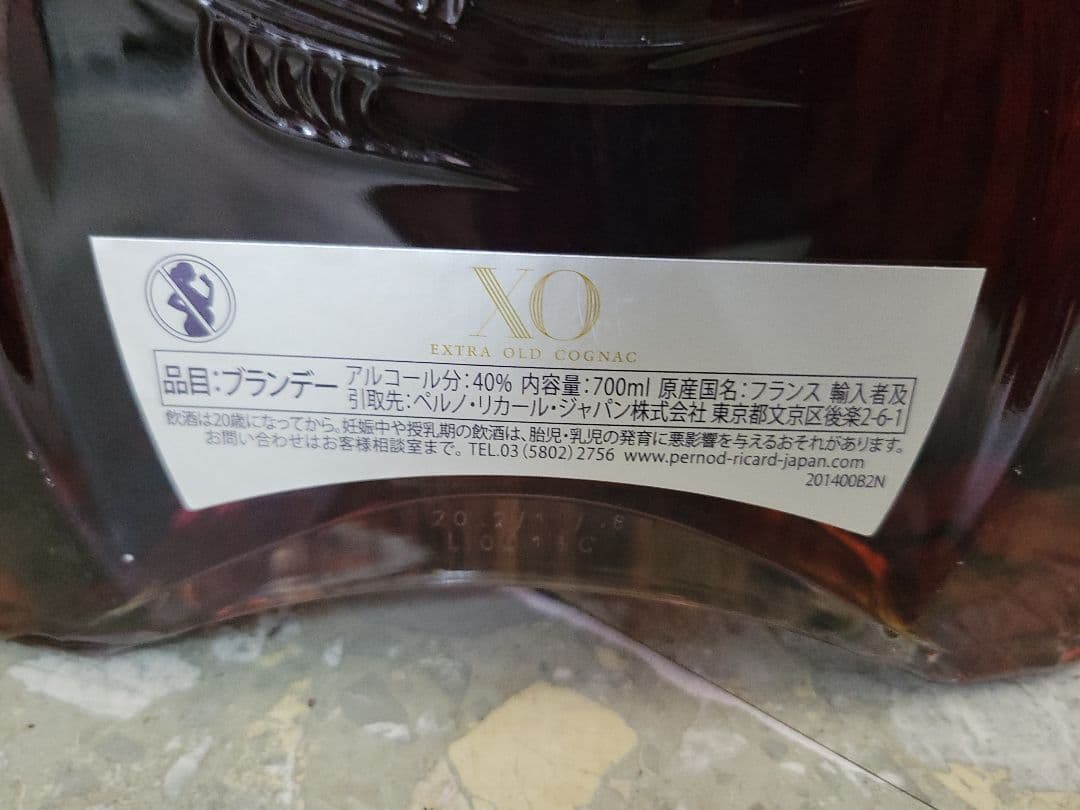 XO
EXTRA OLD COGNAC
品目:ブランデー アルコール分:40% 内容量:700ml 原産国名:フランス 輸入者及
引取先:ペルノ・リカール・ジャパン株式会社 東京都文京区後楽2-6-1
飲酒は20歳になってから。妊娠中や授乳期の飲酒は、胎児・乳児の発育に悪影響を与えるおそれがあります。
お問い合わせはお客様相談室まで。TEL.03(5802)2756 www.pernod-ricard-japan.com
201400B2N